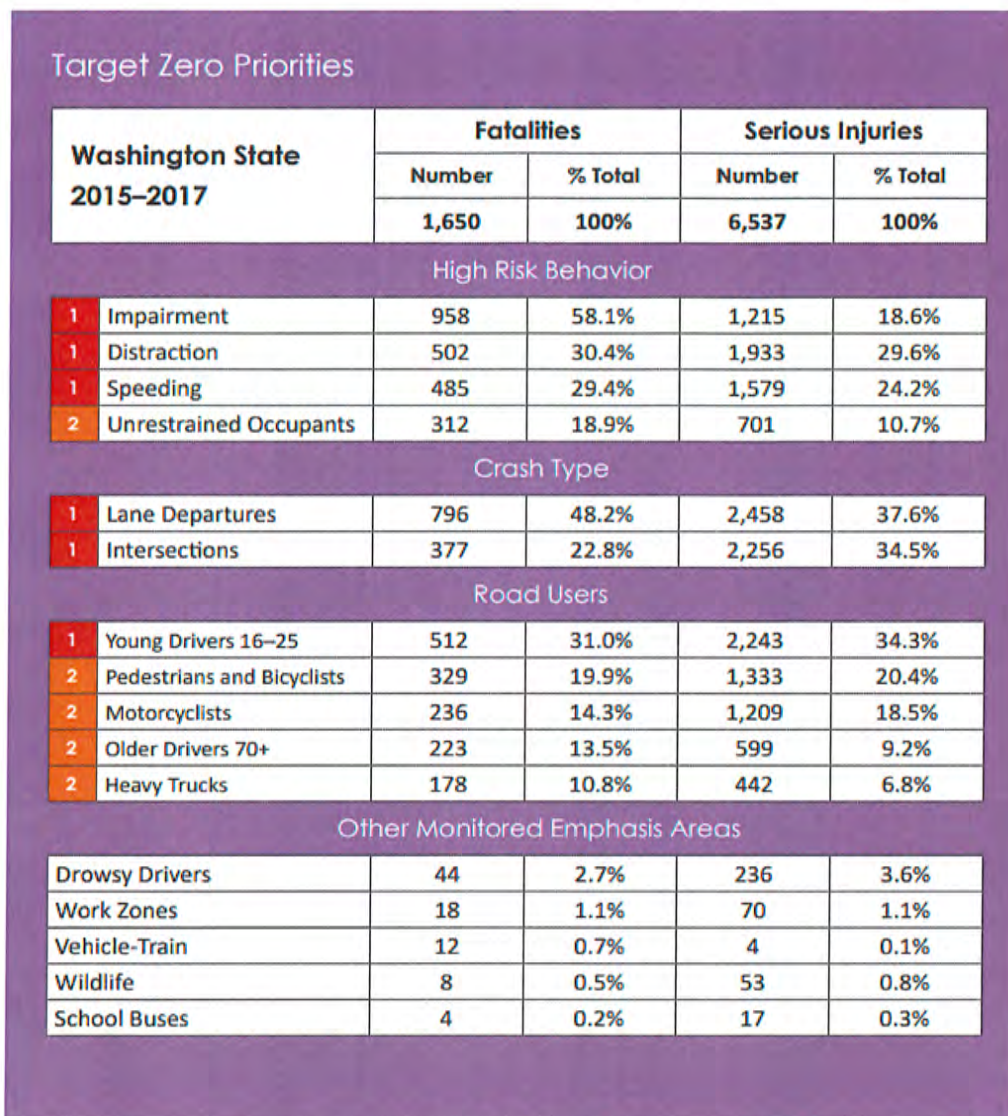 Target Zero Priorities
Washington State
2015–2017
Fatalities Serious Injuries
Number % Total Number % Total
1,650 100% 6,537 100%
High Risk Behavior
1 Impairment 958 58.1% 1,215 18.6%
1 Distraction 502 30.4% 1,933 29.6%
1 Speeding 485 29.4% 1,579 24.2%
2 Unrestrained Occupants 312 18.9% 701 10.7%
Crash Type
1 Lane Departures 796 48.2% 2,458 37.6%
1 Intersections 377 22.8% 2,256 34.5%
Road Users
1 Young Drivers 16–25 512 31.0% 2,243 34.3%
2 Pedestrians and Bicyclists 329 19.9% 1,333 20.4%
2 Motorcyclists 236 14.3% 1,209 18.5%
2 Older Drivers 70+ 223 13.5% 599 9.2%
2 Heavy Trucks 178 10.8% 442 6.8%
Other Monitored Emphasis Areas
Drowsy Drivers 44 2.7% 236 3.6%
Work Zones 18 1.1% 70 1.1%
Vehicle-Train 12 0.7% 4 0.1%
Wildlife 8 0.5% 53 0.8%
School Buses 4 0.2% 17 0.3%